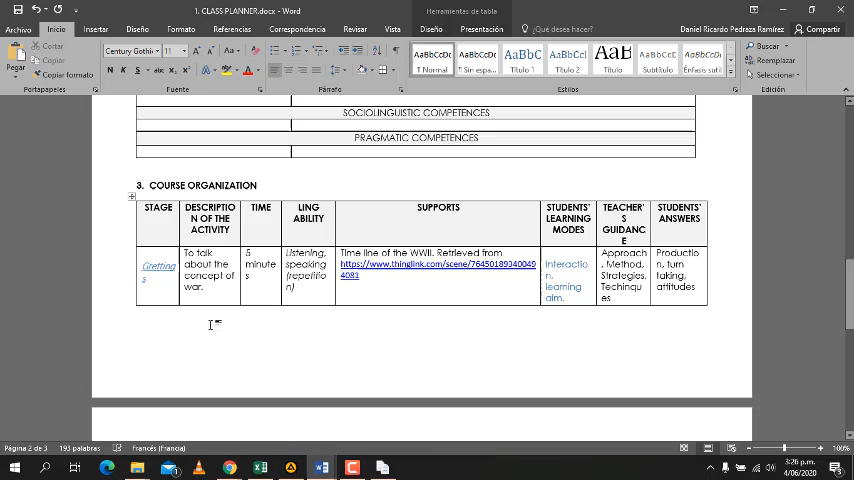 1. CLASS PLANNER.docx - Word
Herramientas de tabla
Archivo Inicio Insertar Diseño Formato Referencias Correspondencia Revisar Vista Diseño Presentación ¿Qué desea hacer? Daniel Ricardo Pedraza Ramírez Compartir
Cortar
Copiar
Copiar formato
Pegar
Century Gothic 11
Portapapeles Fuente Párrafo Estilos Edición
AaBbCcDc AaBbCcDc AaBbC AaBbCcl AaB AaBbCcD AaBbCcDc
¶ Normal ¶ Sin espa... Título 1 Título 2 Título Subtítulo Énfasis sutil
Buscar
Reemplazar
Seleccionar
SOCIOLINGUISTIC COMPETENCES
PRAGMATIC COMPETENCES
3. COURSE ORGANIZATION
STAGE
DESCRIPTIO
N OF THE
ACTIVITY
TIME
LING
ABILITY
SUPPORTS
STUDENTS'
LEARNING
MODES
TEACHER'
S
GUIDANC
E
STUDENTS'
ANSWERS
Gretting
s
To talk
about the
concept of
war.
5
minute
s
Listening,
speaking
(repetitio
n)
Time line of the WWII. Retrieved from
https://www.thinglink.com/scene/76450189340049
4081
Interactio
n,
learning
aim.
Approach
, Method,
Strategies,
Techinqu
es
Productio
n, turn
taking,
attitudes
Página 2 de 3 193 palabras Francés (Francia) 100%
3:26 p.m.
4/06/2020